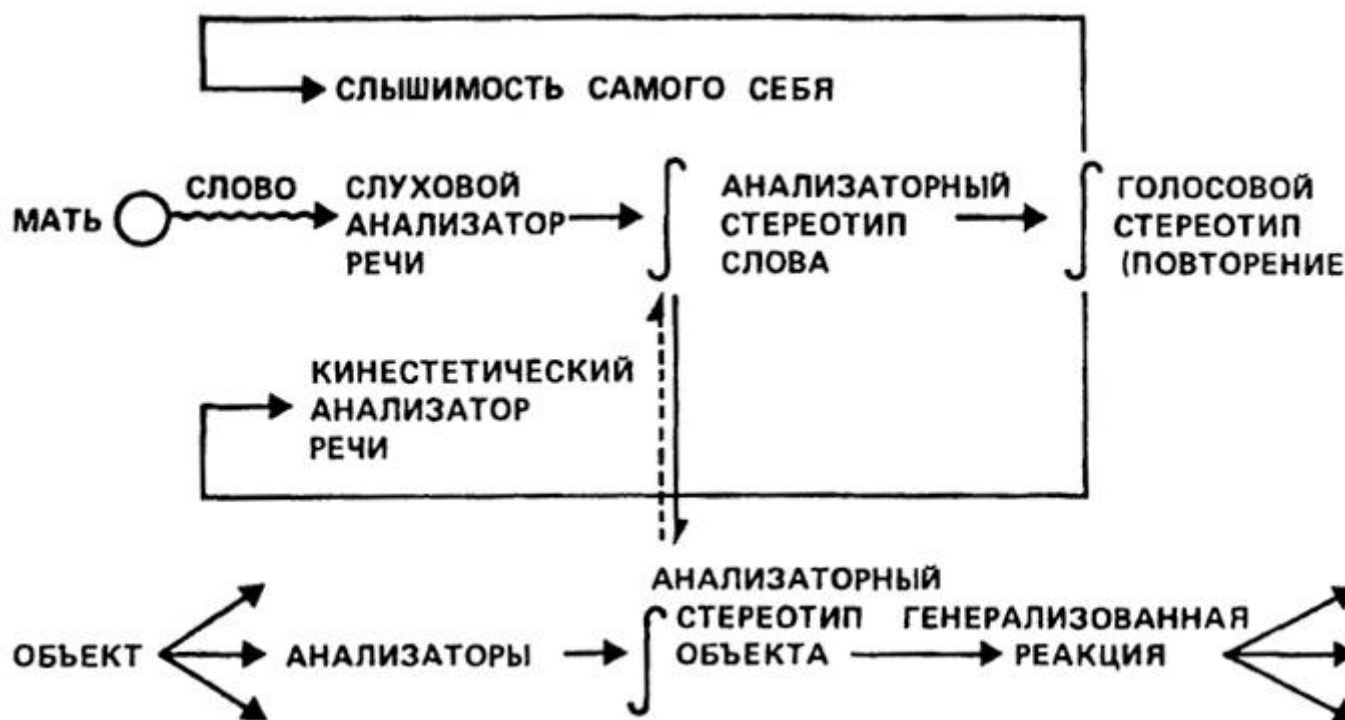 СЛЫШИМОСТЬ САМОГО СЕБЯ
МАТЬ
СЛОВО
СЛУХОВОЙ
АНАЛИЗАТОР
РЕЧИ
АНАЛИЗАТОРНЫЙ
СТЕРЕОТИП
СЛОВА
ГОЛОСОВОЙ
СТЕРЕОТИП
(ПОВТОРЕНИЕ
КИНЕСТЕТИЧЕСКИЙ
АНАЛИЗАТОР
РЕЧИ
ОБЪЕКТ
АНАЛИЗАТОРЫ
АНАЛИЗАТОРНЫЙ
СТЕРЕОТИП
ОБЪЕКТА
ГЕНЕРАЛИЗОВАННАЯ
РЕАКЦИЯ